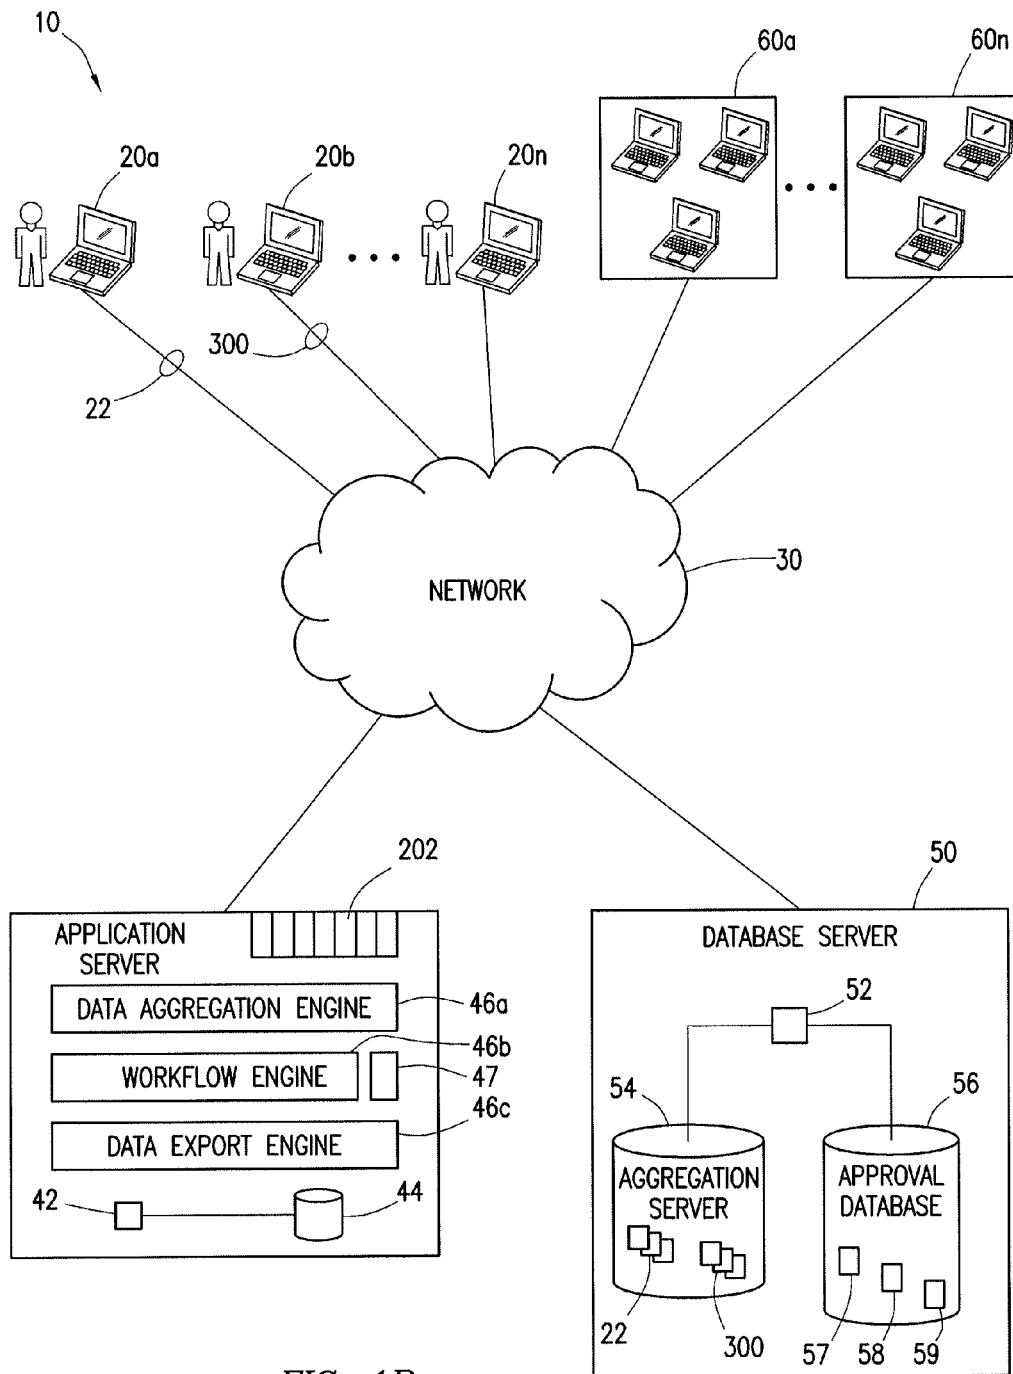 10
60a
60n
20a
20b
20n
300
22
NETWORK
30
202
50
APPLICATION
SERVER
DATABASE SERVER
DATA AGGREGATION ENGINE
46a
52
46b
WORKFLOW ENGINE
47
54
56
46c
DATA EXPORT ENGINE
AGGREGATION
SERVER
APPROVAL
DATABASE
42
44
22
300
57
58
59